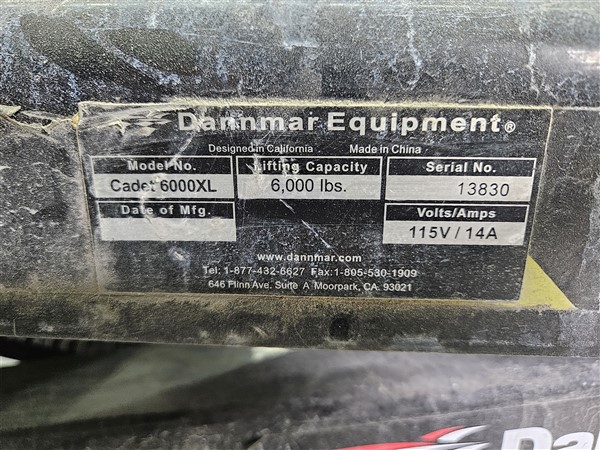 Dannmar Equipment®
Designed in California Made in China
Model No. Lifting Capacity Serial No.
Cadet 6000XL 6,000 lbs. 13830
Date of Mfg. Volts/Amps
115V / 14A
www.dannmar.com
Tel: 1-877-432-6627 Fax:1-805-530-1909
646 Flinn Ave. Suite A Moorpark, CA. 93021